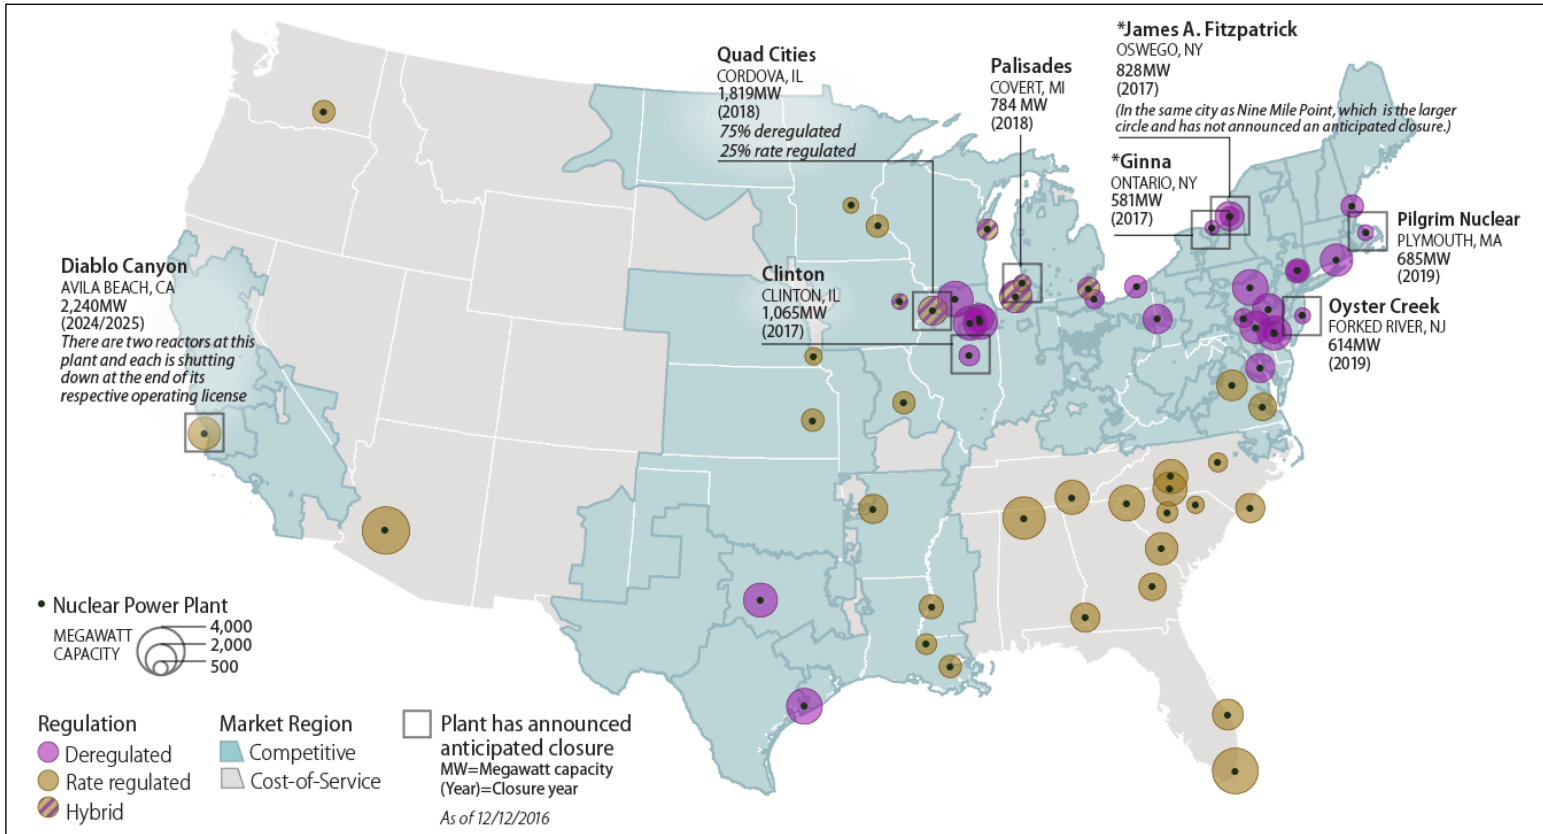 Quad Cities
CORDOVA, IL
1,819MW
(2018)
75% deregulated
25% rate regulated
Palisades
COVERT, MI
784 MW
(2018)
*James A. Fitzpatrick
OSWEGO, NY
828MW
(2017)
(In the same city as Nine Mile Point, which is the larger
circle and has not announced an anticipated closure.)
*Ginna
ONTARIO, NY
581MW
(2017)
Pilgrim Nuclear
PLYMOUTH, MA
685MW
(2019)
Diablo Canyon
AVILA BEACH, CA
2,240MW
(2024/2025)
There are two reactors at this
plant and each is shutting
down at the end of its
respective operating license
Clinton
CLINTON, IL
1,065MW
(2017)
Oyster Creek
FORKED RIVER, NJ
614MW
(2019)
Nuclear Power Plant
MEGAWATT
CAPACITY
4,000
2,000
500
Regulation
Deregulated
Rate regulated
Hybrid
Market Region
Competitive
Cost-of-Service
Plant has announced
anticipated closure
MW=Megawatt capacity
(Year)=Closure year
As of 12/12/2016